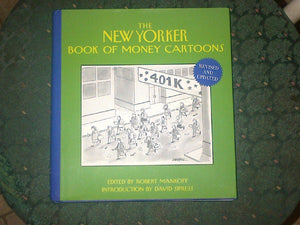 THE
NEW YORKER
BOOK OF MONEY CARTOONS
REVISED
AND
UPDATED
401K
EDITED BY ROBERT MANKOFF
INTRODUCTION BY DAVID SIPRESS